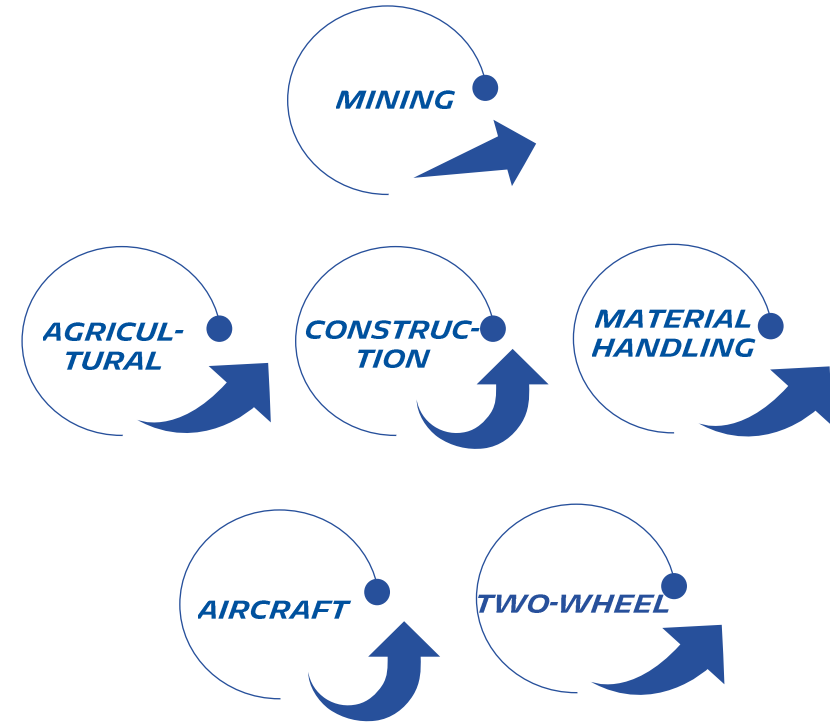 MINING
AGRICUL-
TURAL
CONSTRUC-
TION
MATERIAL
HANDLING
AIRCRAFT
TWO-WHEEL